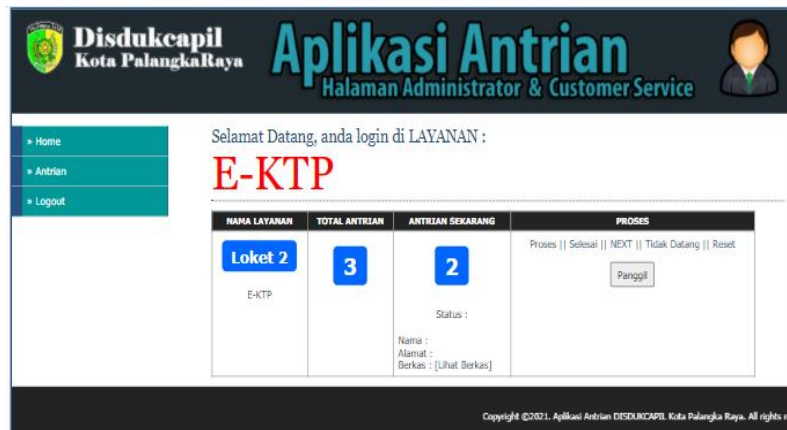 Disdukcapil
Kota PalangkaRaya
Aplikasi Antrian
Halaman Administrator & Customer Service
» Home
» Antrian
» Logout
Selamat Datang, anda login di LAYANAN :
E-KTP
NAMA LAYANAN TOTAL ANTRIAN ANTRIAN SEKARANG PROSES
Loket 2 3 2 Proses || Selesai || NEXT || Tidak Datang || Reset
Panggil
E-KTP
Status :
Nama :
Alamat :
Berkas : [Lihat Berkas]
Copyright ©2021. Aplikasi Antrian DISDUKCAPIL Kota Palangka Raya. All rights